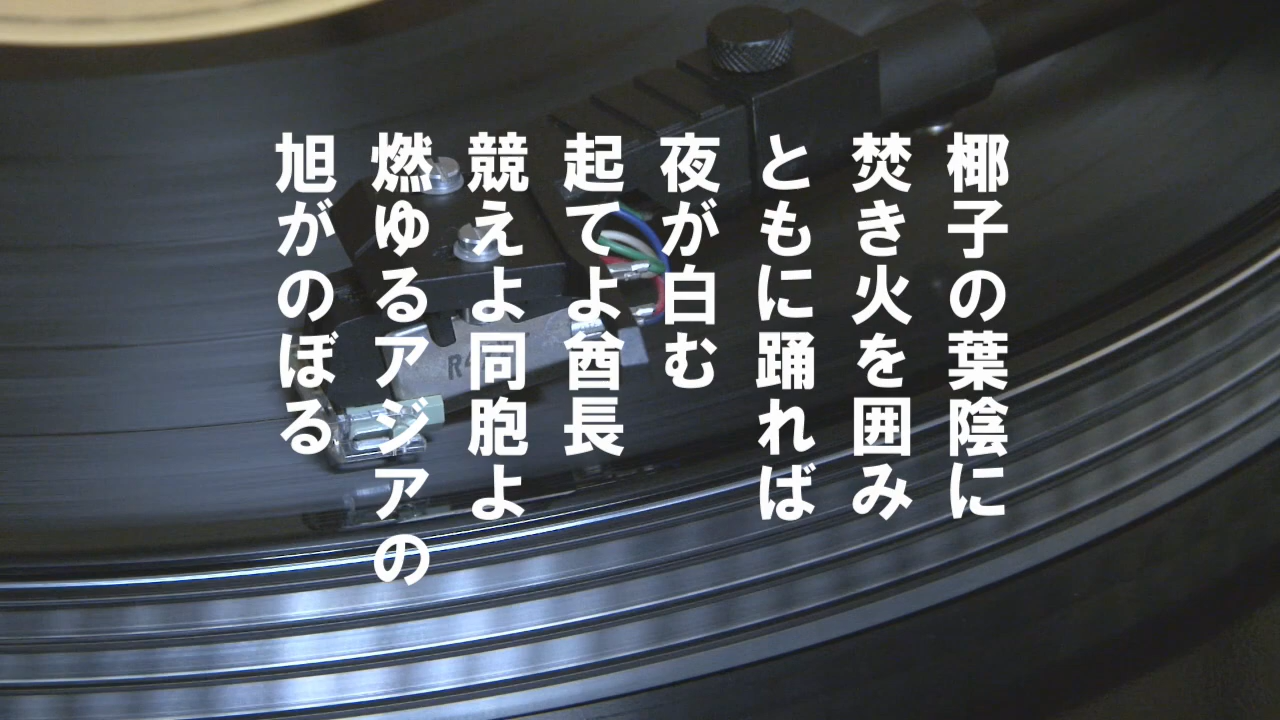 椰子の葉陰に
焚き火を囲み
ともに踊れば
夜が白む
起てよ酋長
競えよ同胞よ
燃ゆるアジアの
旭がのぼる